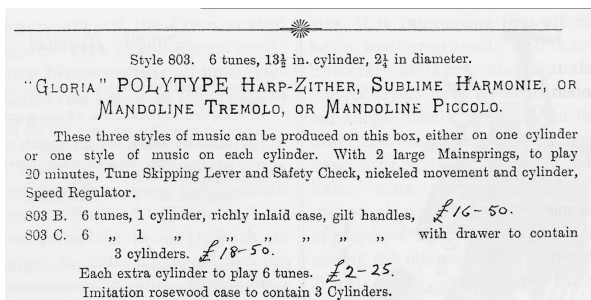 Style 803. 6 tunes, 13½ in. cylinder, 2¼ in diameter.
"GLORIA" POLYTYPE HARP-ZITHER, SUBLIME HARMONIE, OR
MANDOLINE TREMOLO, OR MANDOLINE PICCOLO.
These three styles of music can be produced on this box, either on one cylinder
or one style of music on each cylinder. With 2 large Mainsprings, to play
20 minutes, Tune Skipping Lever and Safety Check, nickeled movement and cylinder,
Speed Regulator.
803 B. 6 tunes, 1 cylinder, richly inlaid case, gilt handles, £16-50.
803 C. 6 „ 1 „ „ „ „ „ „ with drawer to contain
3 cylinders. £18-50.
Each extra cylinder to play 6 tunes. £2-25.
Imitation rosewood case to contain 3 Cylinders.